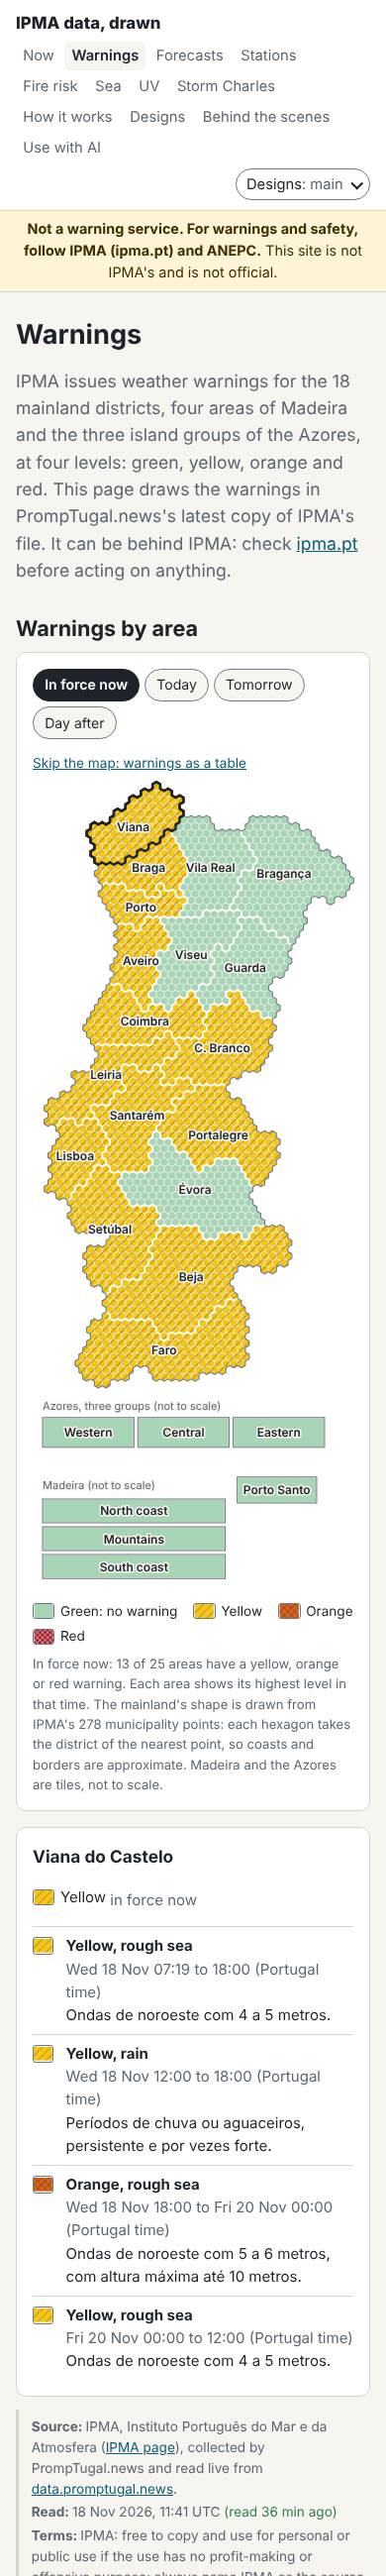 IPMA data, drawn
Now Warnings Forecasts Stations
Fire risk Sea UV Storm Charles
How it works Designs Behind the scenes
Use with AI
Designs: main
Not a warning service. For warnings and safety,
follow IPMA (ipma.pt) and ANEPC. This site is not
IPMA's and is not official.
Warnings
IPMA issues weather warnings for the 18
mainland districts, four areas of Madeira
and the three island groups of the Azores,
at four levels: green, yellow, orange and
red. This page draws the warnings in
PrompTugal.news's latest copy of IPMA's
file. It can be behind IPMA: check ipma.pt
before acting on anything.
Warnings by area
In force now Today Tomorrow
Day after
Skip the map: warnings as a table
Viana
Braga Vila Real Bragança
Porto
Aveiro Viseu Guarda
Coimbra
C. Branco
Leiria
Santarém
Portalegre
Lisboa
Évora
Setúbal
Beja
Faro
Azores, three groups (not to scale)
Western Central Eastern
Madeira (not to scale)
Porto Santo
North coast
Mountains
South coast
Green: no warning Yellow Orange
Red
In force now: 13 of 25 areas have a yellow, orange
or red warning. Each area shows its highest level in
that time. The mainland's shape is drawn from
IPMA's 278 municipality points: each hexagon takes
the district of the nearest point, so coasts and
borders are approximate. Madeira and the Azores
are tiles, not to scale.
Viana do Castelo
Yellow in force now
Yellow, rough sea
Wed 18 Nov 07:19 to 18:00 (Portugal
time)
Ondas de noroeste com 4 a 5 metros.
Yellow, rain
Wed 18 Nov 12:00 to 18:00 (Portugal
time)
Períodos de chuva ou aguaceiros,
persistente e por vezes forte.
Orange, rough sea
Wed 18 Nov 18:00 to Fri 20 Nov 00:00
(Portugal time)
Ondas de noroeste com 5 a 6 metros,
com altura máxima até 10 metros.
Yellow, rough sea
Fri 20 Nov 00:00 to 12:00 (Portugal time)
Ondas de noroeste com 4 a 5 metros.
Source: IPMA, Instituto Português do Mar e da
Atmosfera (IPMA page), collected by
PrompTugal.news and read live from
data.promptugal.news.
Read: 18 Nov 2026, 11:41 UTC (read 36 min ago)
Terms: IPMA: free to copy and use for personal or
public use if the use has no profit-making or